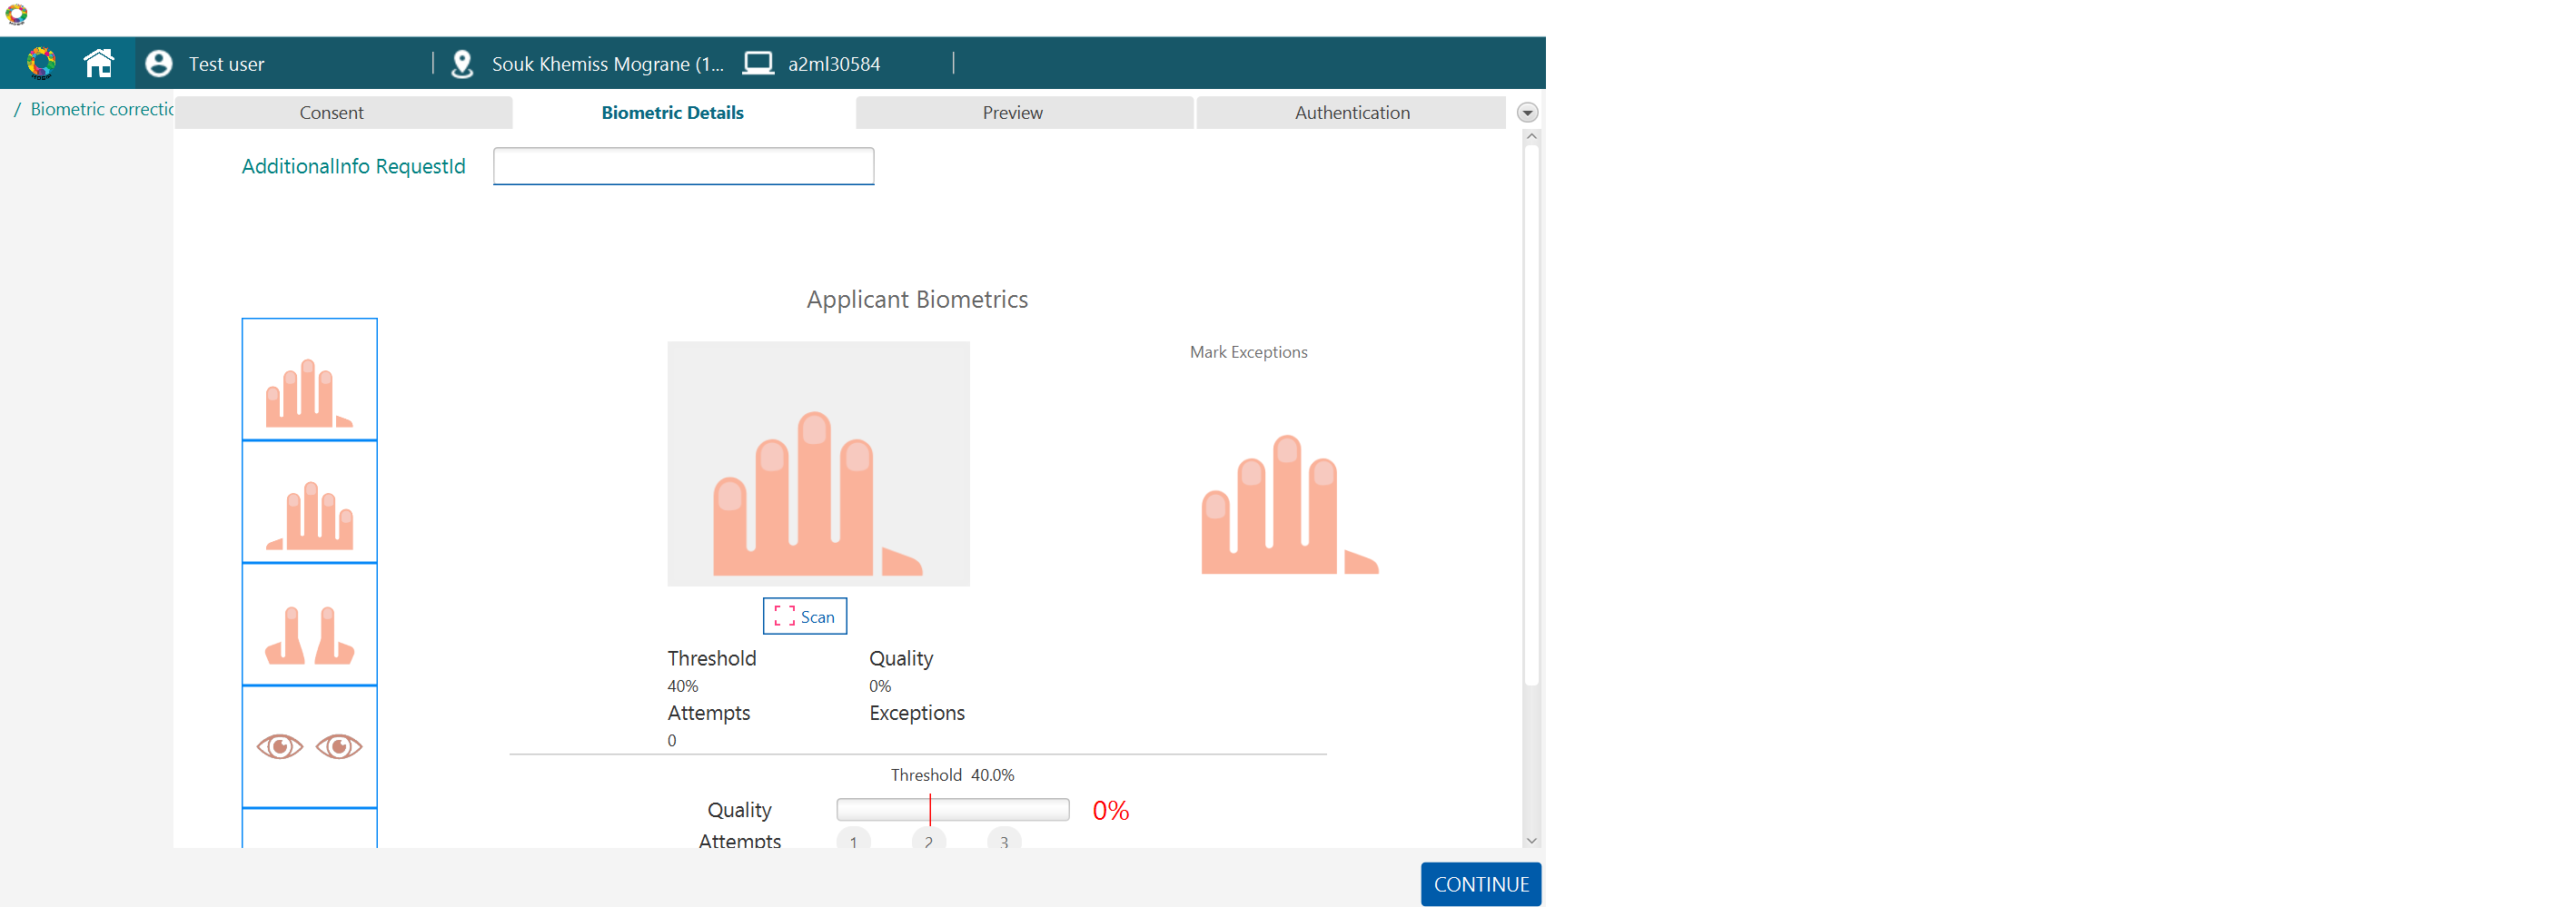 Test user
Souk Khemiss Mograne (1...
a2ml30584
/ Biometric correctio
Consent
Biometric Details
Preview
Authentication
AdditionalInfo RequestId
Applicant Biometrics
Mark Exceptions
Scan
Threshold
Quality
40%
0%
Attempts
Exceptions
0
Threshold 40.0%
Quality
0%
Attempts
1
2
3
CONTINUE